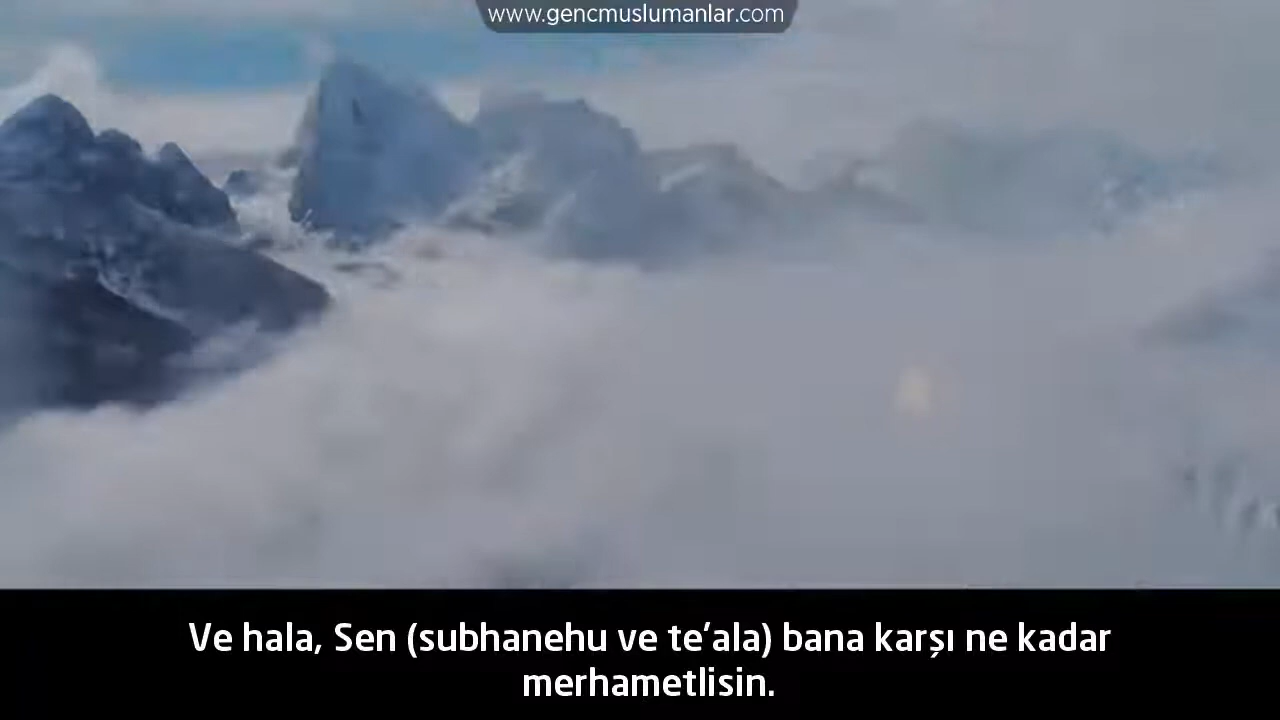 www.gencmuslumanlar.com
Ve hala, Sen (subhanehu ve te’ala) bana karşı ne kadar
merhametlisin.